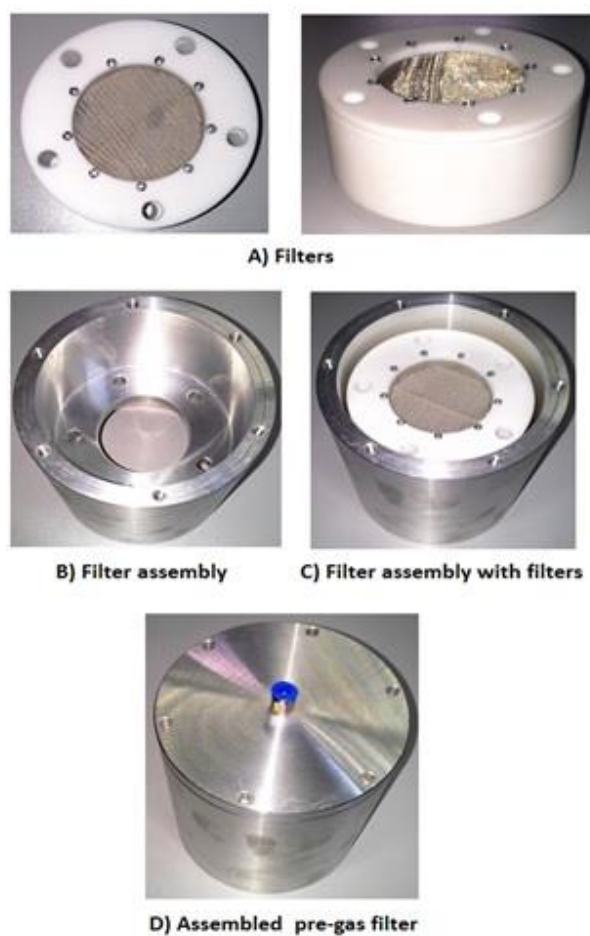 A) Filters
B) Filter assembly
C) Filter assembly with filters
D) Assembled pre-gas filter